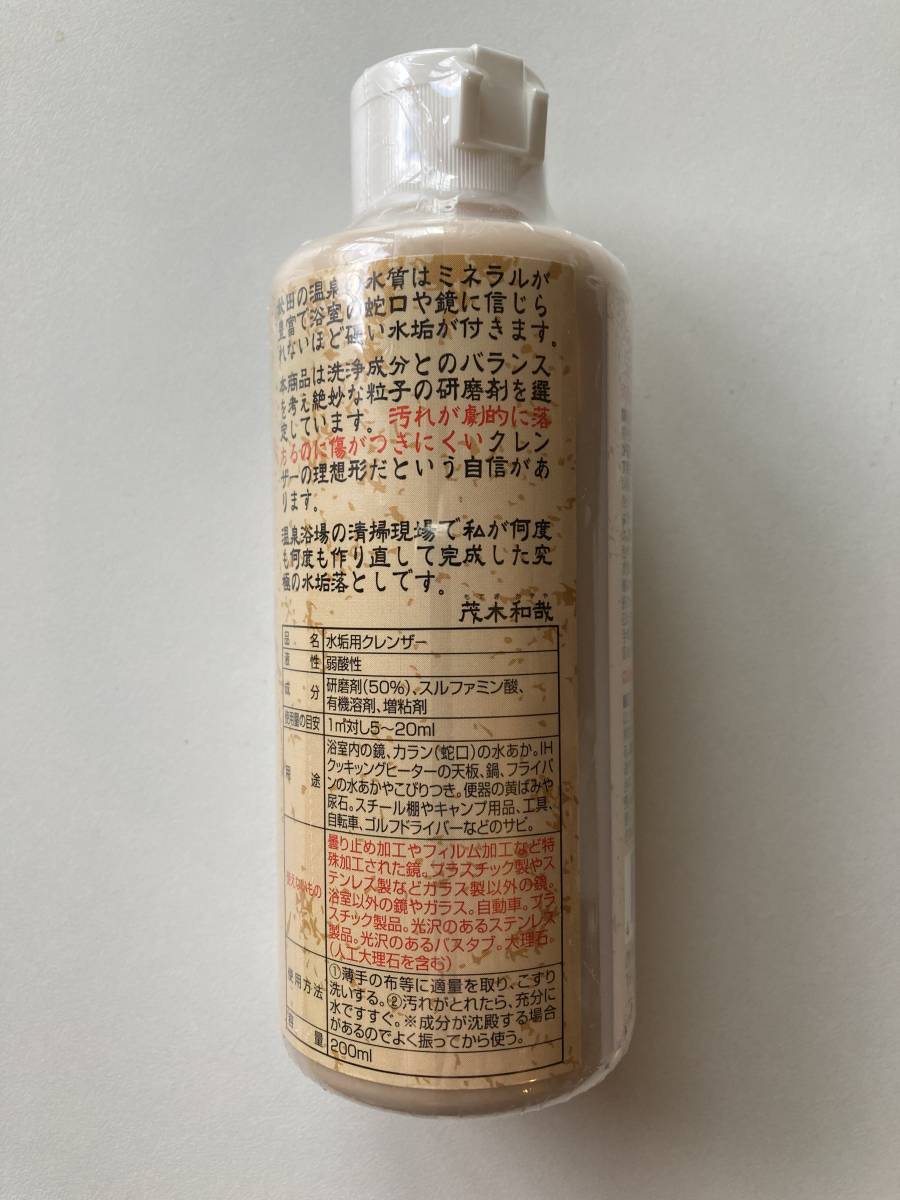 の温泉の水質はミネラルが
豊富で浴室の蛇口や鏡に信じら
れないほど硬い水垢が付きます。
本商品は洗浄成分とのバランス
を考え絶妙な粒子の研磨剤を選
定しています。汚れが劇的に落
ちるのに傷がつきにくいクレン
ザーの理想形だという自信があ
ります。
温泉浴場の清掃現場で私が何度
も何度も作り直して完成した究
極の水垢落としです。
茂木和哉
品名 水垢用クレンザー
液性 弱酸性
成分 研磨剤(50%)、スルファミン酸、
有機溶剤、増粘剤
使用量の目安 1㎡対し5～20ml
用途 浴室内の鏡、カラン(蛇口)の水あか。IH
クッキングヒーターの天板、鍋、フライパ
ンの水あかやこびりつき。便器の黄ばみや
尿石。スチール棚やキャンプ用品、工具、
自転車、ゴルフドライバーなどのサビ。
使えないもの 曇り止め加工やフィルム加工など特
殊加工された鏡。プラスチック製やス
テンレス製などガラス製以外の鏡。
浴室以外の鏡やガラス。自動車。プラ
スチック製品。光沢のあるステンレス
製品。光沢のあるバスタブ。大理石。
(人工大理石を含む)
使用方法 ①薄手の布等に適量を取り、こすり
洗いする。②汚れがとれたら、充分に
水ですすぐ。※成分が沈殿する場合
があるのでよく振ってから使う。
量 200ml